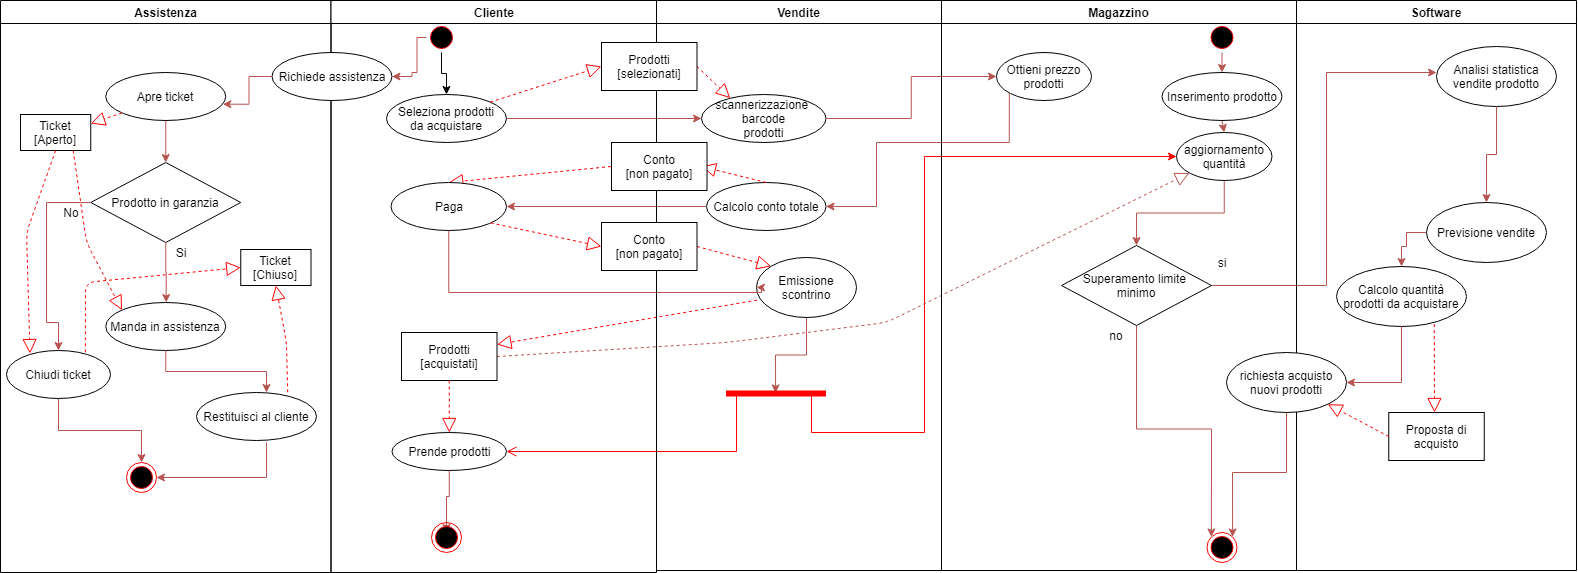 Assistenza
Cliente
Vendite
Magazzino
Software
Richiede assistenza
Apre ticket
Ticket
[Aperto]
Prodotto in garanzia
No
Si
Ticket
[Chiuso]
Manda in assistenza
Chiudi ticket
Restituisci al cliente
Seleziona prodotti
da acquistare
Prodotti
[selezionati]
scannerizzazione
barcode
prodotti
Conto
[non pagato]
Paga
Calcolo conto totale
Conto
[non pagato]
Emissione
scontrino
Prodotti
[acquistati]
Prende prodotti
Ottieni prezzo
prodotti
Inserimento prodotto
aggiornamento
quantità
Superamento limite
minimo
si
no
Analisi statistica
vendite prodotto
Previsione vendite
Calcolo quantità
prodotti da acquistare
richiesta acquisto
nuovi prodotti
Proposta di
acquisto